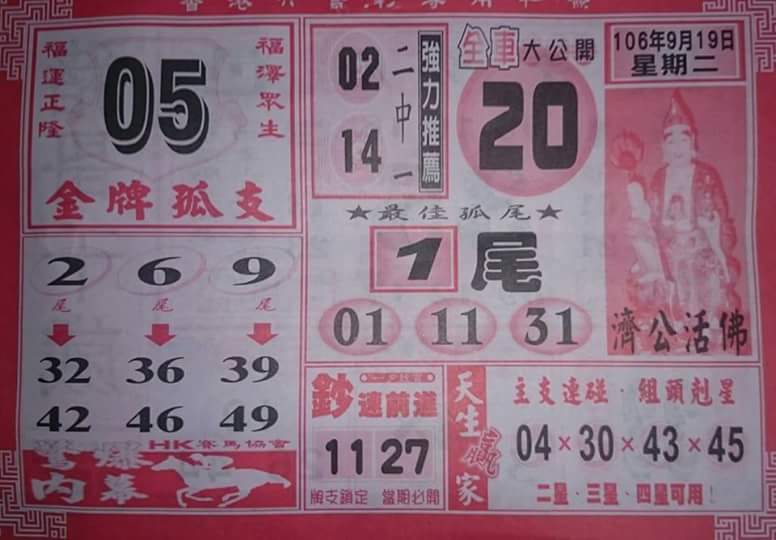 福運正隆
05
福澤眾生
金牌孤支
02
14
二中一
強力推薦
全車大公開
20
106年9月19日
星期二
★最佳孤尾★
1尾
01 11 31
濟公活佛
2尾 6尾 9尾
32 36 39
42 46 49
HK賽馬協會
驚爆
內幕
鈔速前道
11 27
牌支鎖定 當期必開
天生贏家
主支連碰·組頭剋星
04×30×43×45
二星·三星·四星可用!